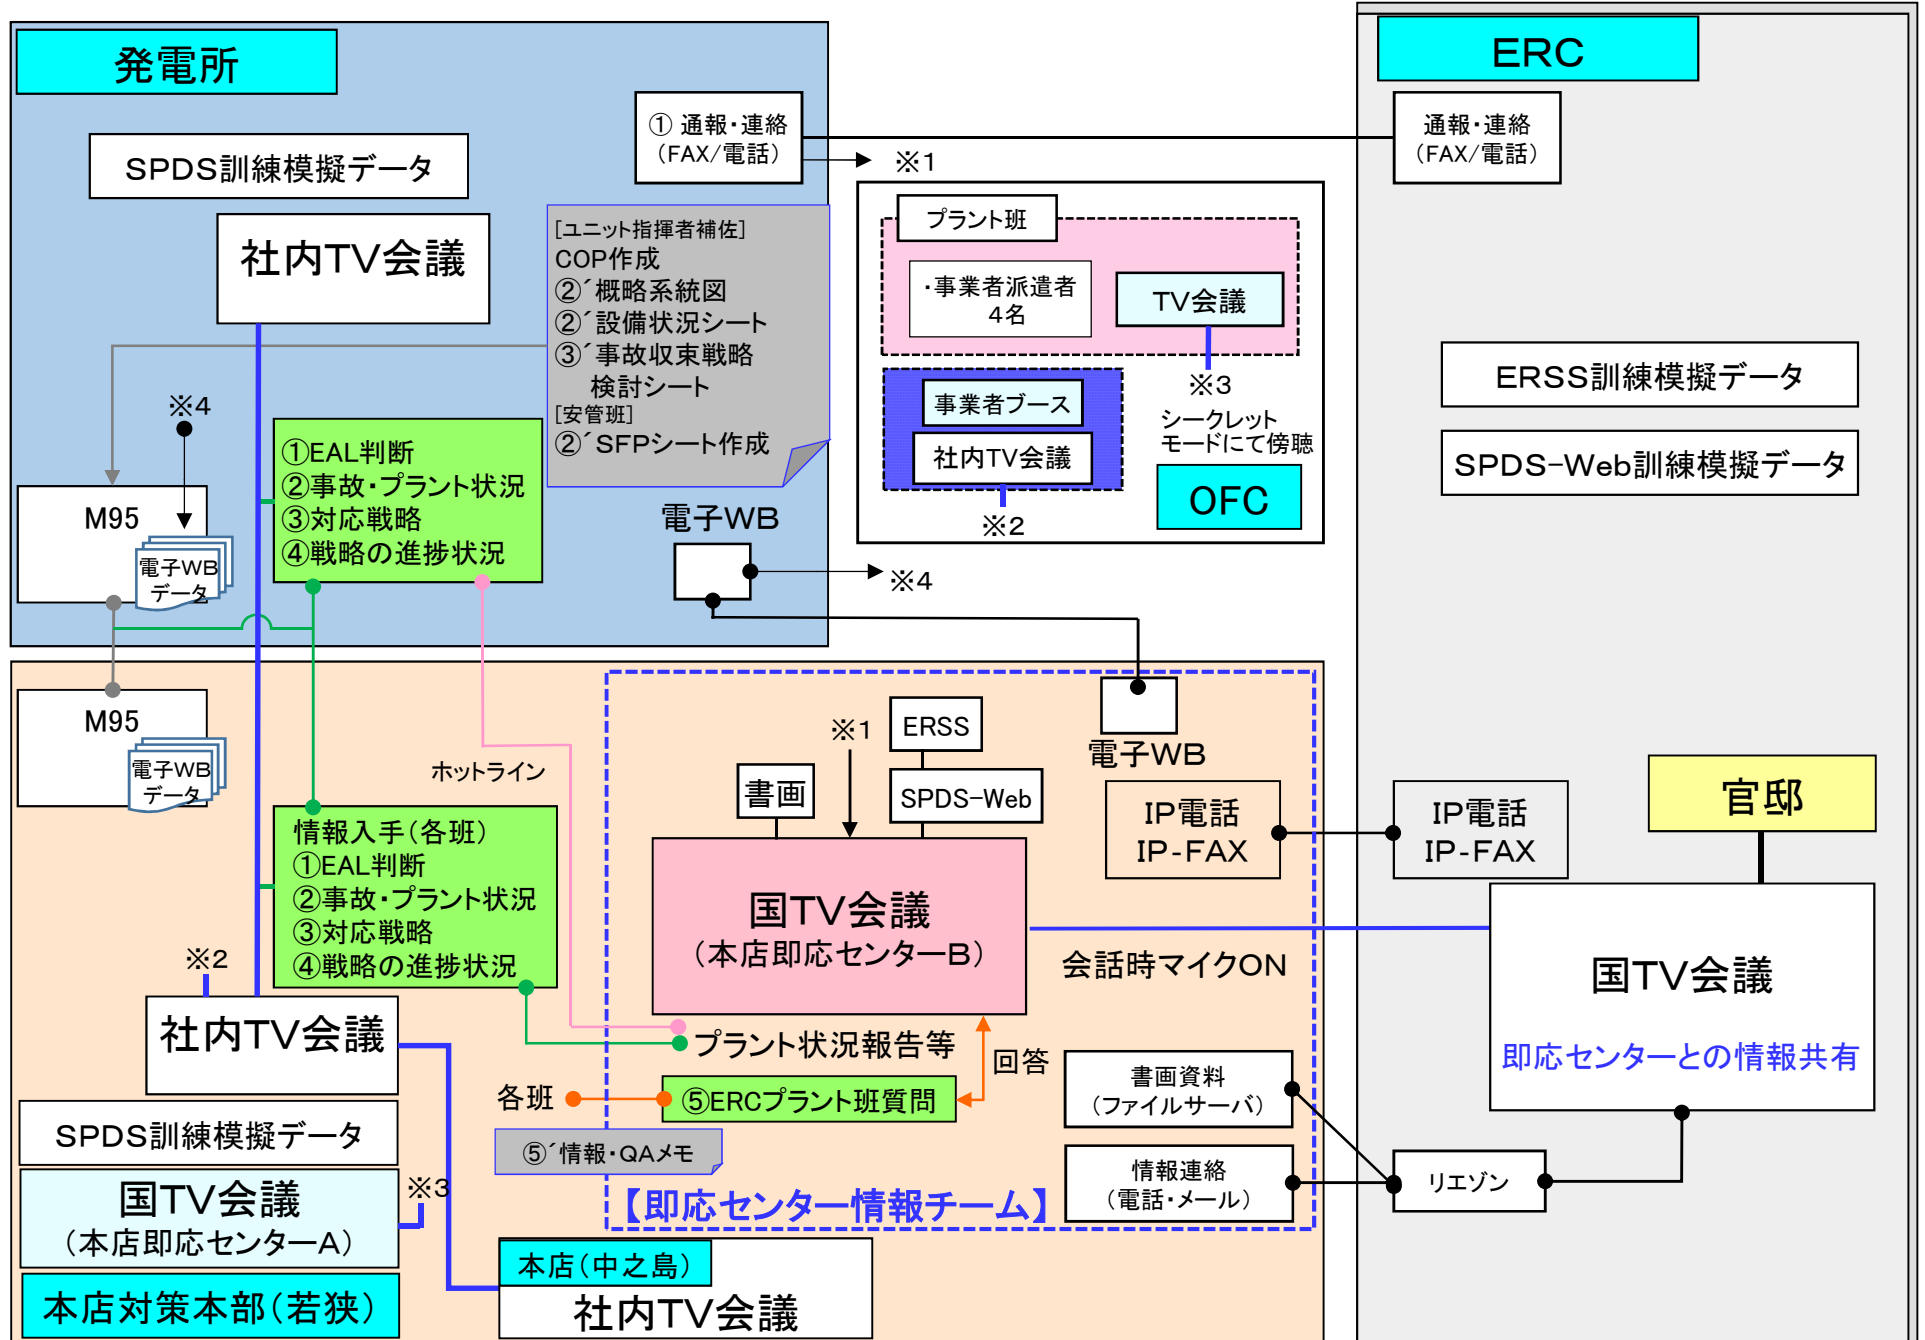 発電所
SPDS訓練模擬データ
社内TV会議
① 通報・連絡
(FAX/電話)
※1
[ユニット指揮者補佐]
COP作成
②´概略系統図
②´設備状況シート
③´事故収束戦略
検討シート
[安管班]
②´SFPシート作成
※4
①EAL判断
②事故・プラント状況
③対応戦略
④戦略の進捗状況
M95
電子WB
データ
電子WB
※4
プラント班
・事業者派遣者
4名
TV会議
※3
シークレット
モードにて傍聴
事業者ブース
社内TV会議
※2
OFC
ERC
通報・連絡
(FAX/電話)
ERSS訓練模擬データ
SPDS-Web訓練模擬データ
官邸
IP電話
IP-FAX
国TV会議
即応センターとの情報共有
リエゾン
M95
電子WB
データ
ホットライン
情報入手(各班)
①EAL判断
②事故・プラント状況
③対応戦略
④戦略の進捗状況
※2
社内TV会議
SPDS訓練模擬データ
国TV会議
(本店即応センターA)
※3
本店対策本部(若狭)
本店(中之島)
社内TV会議
※1
ERSS
書画
SPDS-Web
電子WB
IP電話
IP-FAX
国TV会議
(本店即応センターB)
会話時マイクON
プラント状況報告等
回答
各班
⑤ERCプラント班質問
⑤´情報・QAメモ
書画資料
(ファイルサーバ)
情報連絡
(電話・メール)
【即応センター情報チーム】